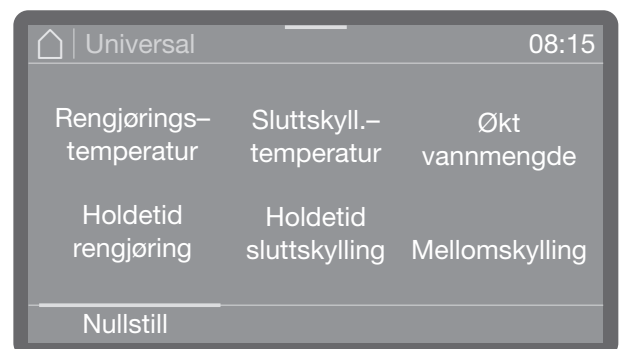 Universal 08:15
Rengjørings–
temperatur
Sluttskyll.–
temperatur
Økt
vannmengde
Holdetid
rengjøring
Holdetid
sluttskylling
Mellomskylling
Nullstill